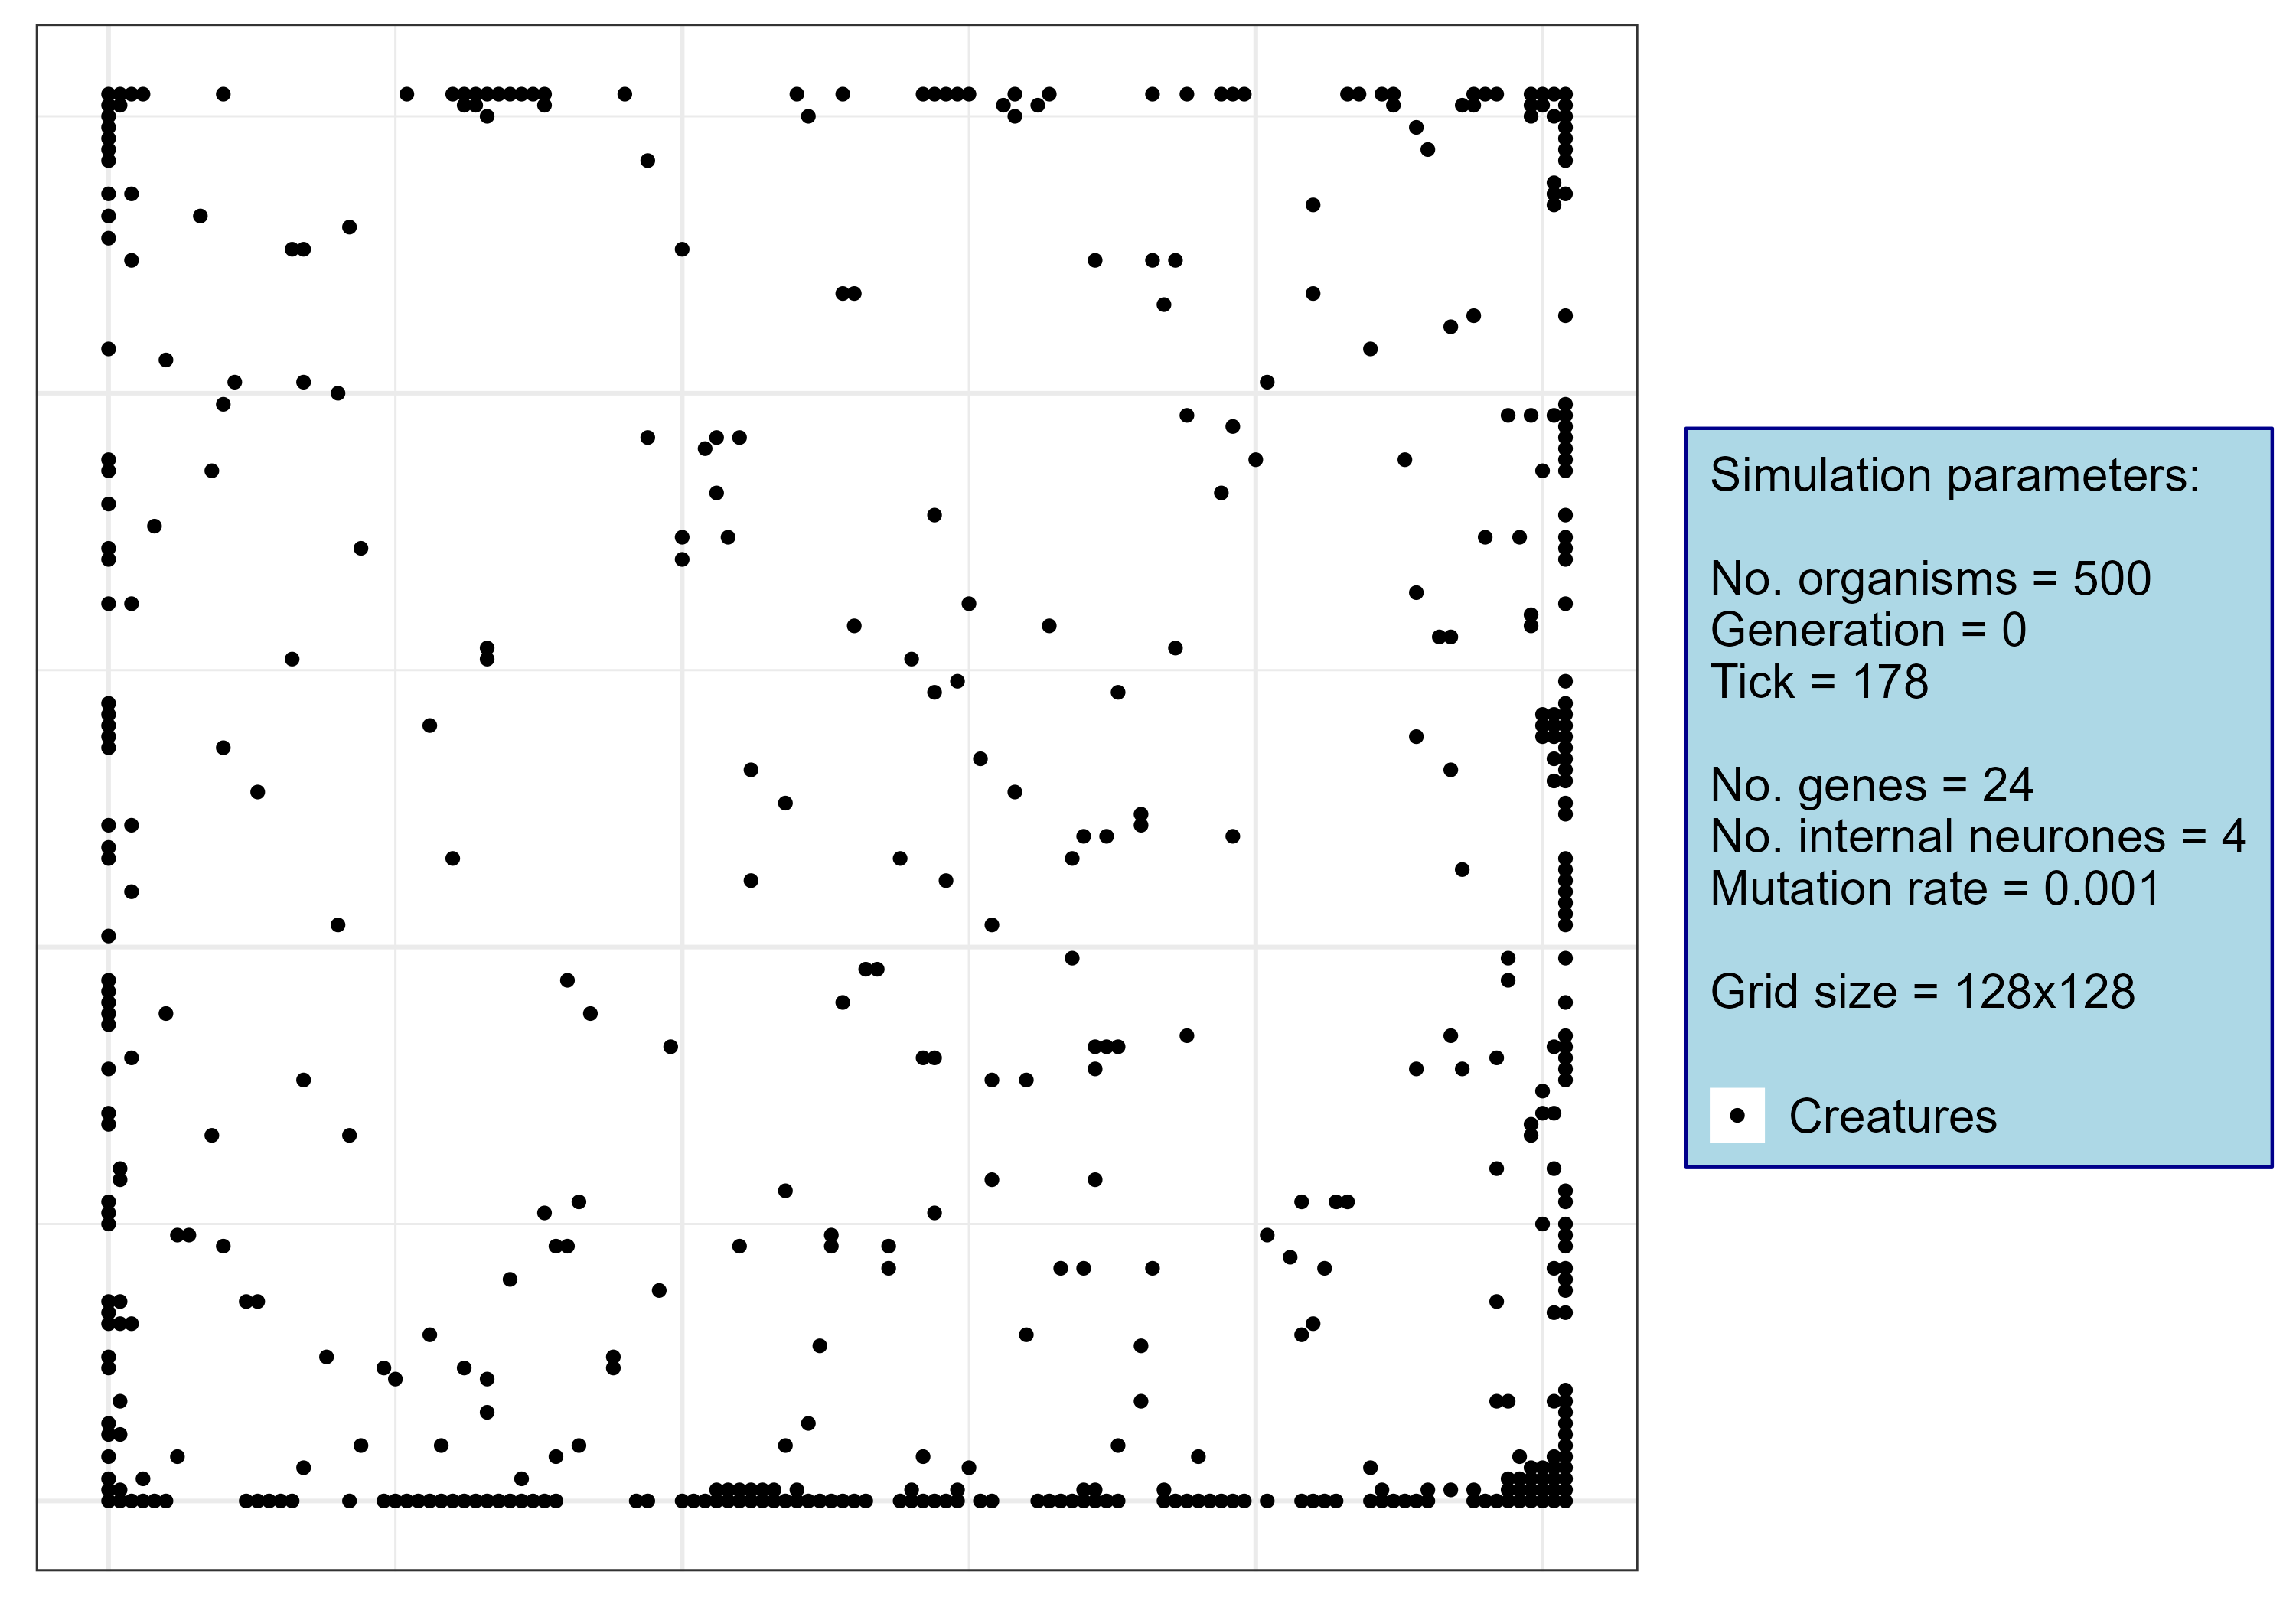 Simulation parameters:
No. organisms = 500
Generation = 0
Tick = 178
No. genes = 24
No. internal neurones = 4
Mutation rate = 0.001
Grid size = 128x128
Creatures